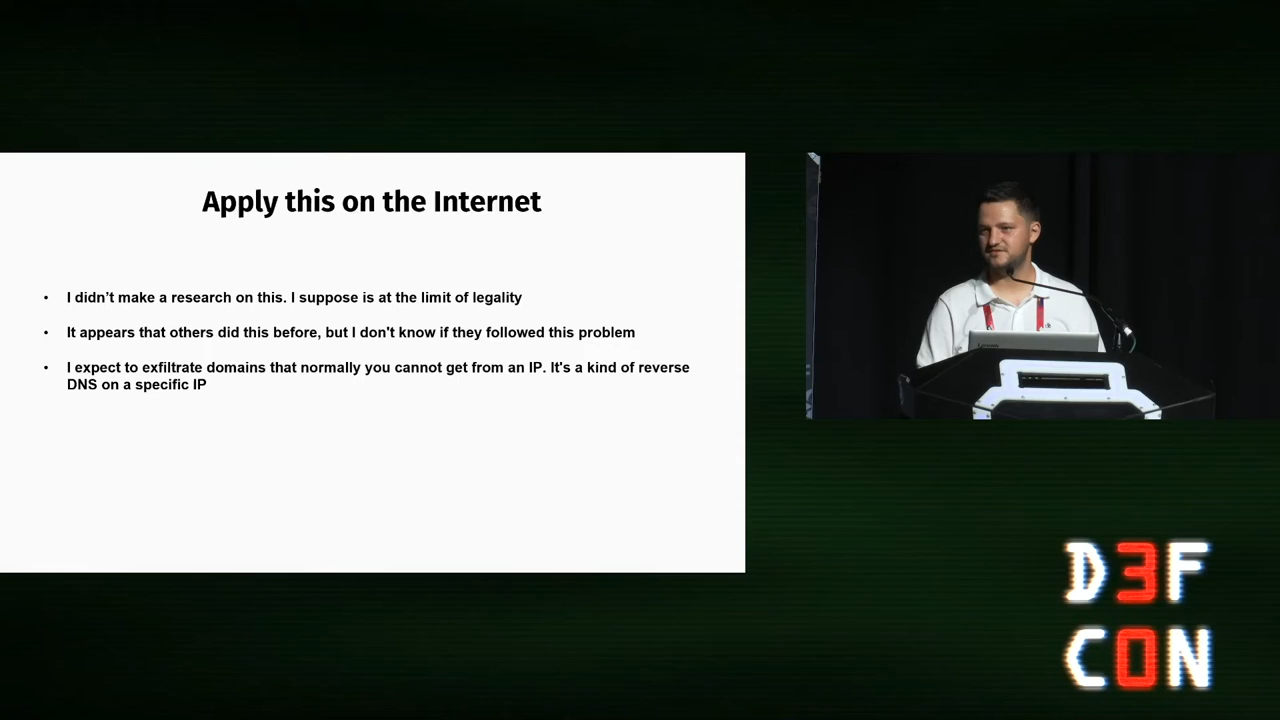 Apply this on the Internet
• I didn’t make a research on this. I suppose is at the limit of legality
• It appears that others did this before, but I don't know if they followed this problem
• I expect to exfiltrate domains that normally you cannot get from an IP. It's a kind of reverse
DNS on a specific IP
Lenovo
D3F
C0N